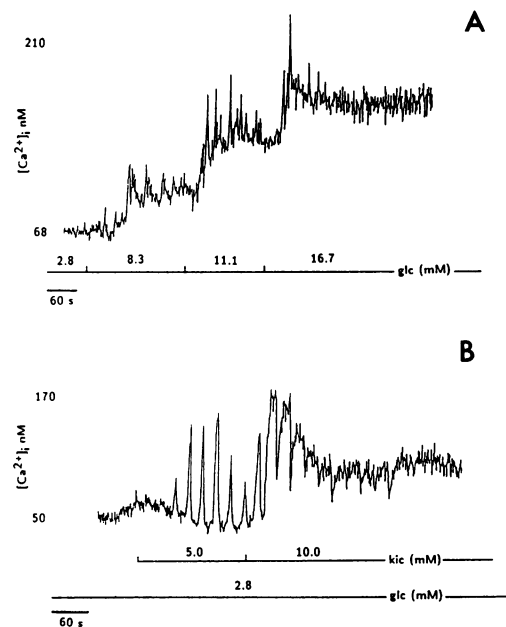 A
210
[Ca2+]i, nM
68
2.8 8.3 11.1 16.7
glc (mM)
60 s
B
170
[Ca2+]i, nM
50
5.0 10.0
kic (mM)
2.8
glc (mM)
60 s